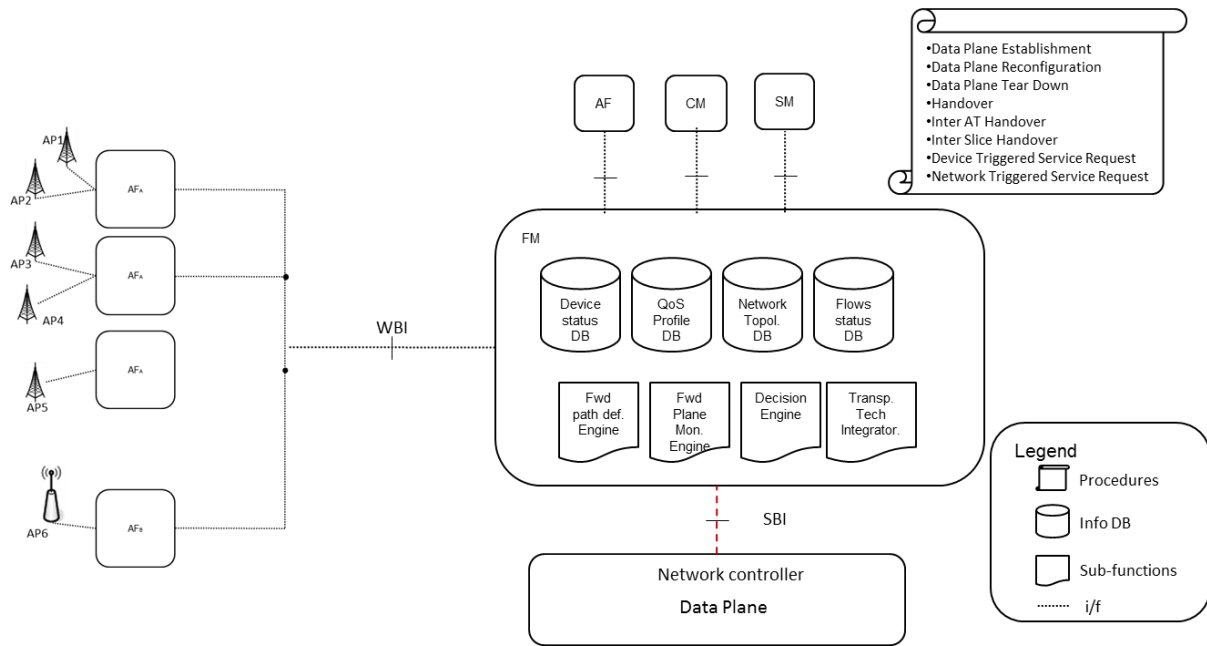 •Data Plane Establishment
•Data Plane Reconfiguration
•Data Plane Tear Down
•Handover
•Inter AT Handover
•Inter Slice Handover
•Device Triggered Service Request
•Network Triggered Service Request
AF
CM
SM
AP1
AP2
AFA
AP3
AP4
AFA
AP5
AFA
AP6
AFB
WBI
FM
Device
status
DB
QoS
Profile
DB
Network
Topol.
DB
Flows
status
DB
Fwd
path def.
Engine
Fwd
Plane
Mon.
Engine
Decision
Engine
Transp.
Tech
Integrator.
SBI
Network controller
Data Plane
Legend
Procedures
Info DB
Sub-functions
i/f